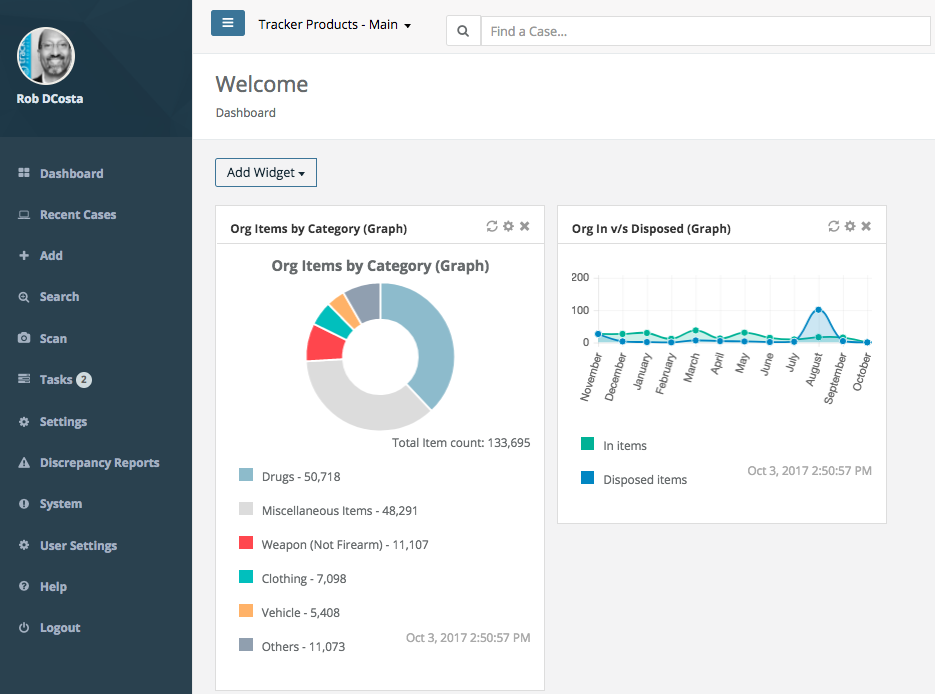 Rob DCosta
Dashboard
Recent Cases
Add
Search
Scan
Tasks 2
Settings
Discrepancy Reports
System
User Settings
Help
Logout
Tracker Products - Main
Find a Case...
Welcome
Dashboard
Add Widget
Org Items by Category (Graph)
Org Items by Category (Graph)
Total Item count: 133,695
Drugs - 50,718
Miscellaneous Items - 48,291
Weapon (Not Firearm) - 11,107
Clothing - 7,098
Vehicle - 5,408
Others - 11,073
Oct 3, 2017 2:50:57 PM
Org In v/s Disposed (Graph)
200
100
0
November
December
January
February
March
April
May
June
July
August
September
October
In items
Disposed items
Oct 3, 2017 2:50:57 PM